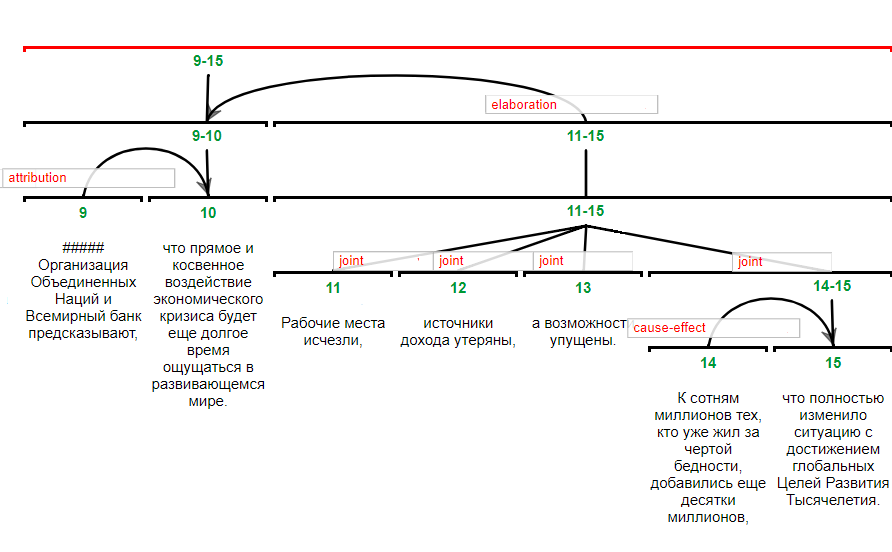 9-15
elaboration
9-10
11-15
attribution
9
10
11-15
#####
Организация
Объединенных
Наций и
Всемирный банк
предсказывают,
что прямое и
косвенное
воздействие
экономического
кризиса будет
еще долгое
время
ощущаться в
развивающемся
мире.
joint
joint
joint
joint
11
12
13
14-15
Рабочие места
исчезли,
источники
дохода утеряны,
а возможности
упущены.
cause-effect
14
15
К сотням
миллионов тех,
кто уже жил за
чертой
бедности,
добавились еще
десятки
миллионов,
что полностью
изменило
ситуацию с
достижением
глобальных
Целей Развития
Тысячелетия.